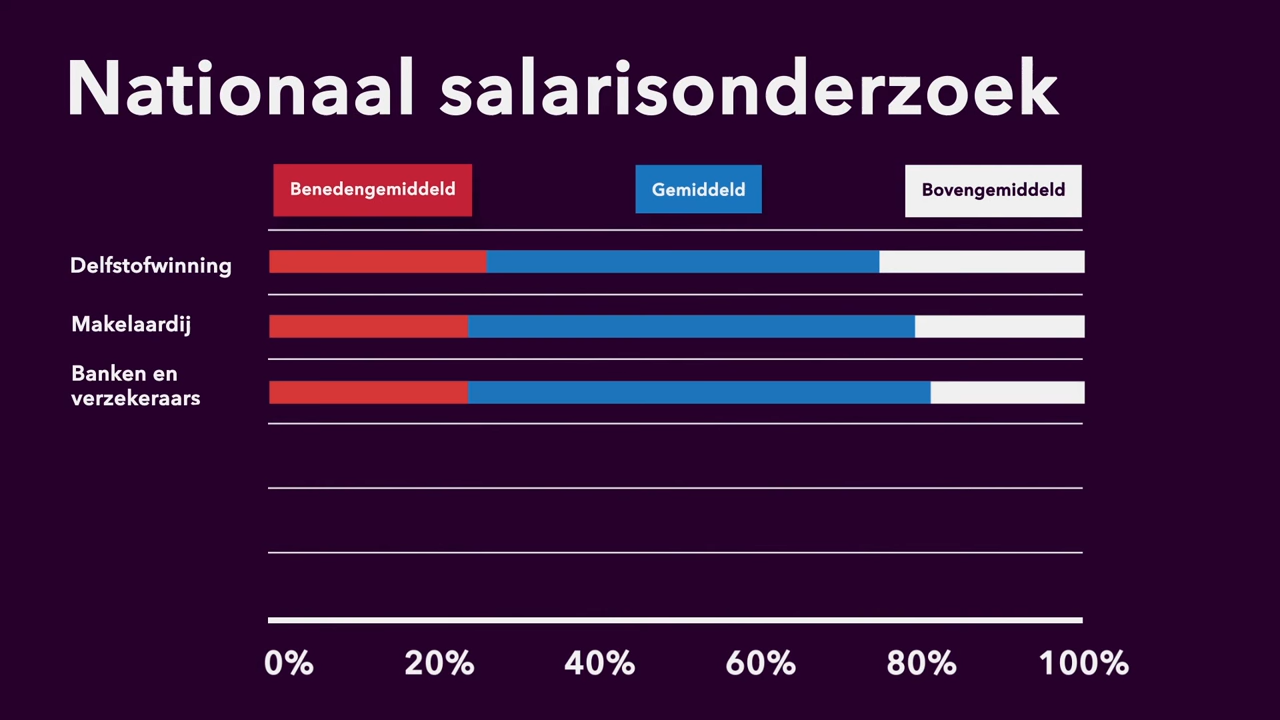 Nationaal salarisonderzoek
Benedengemiddeld
Gemiddeld
Bovengemiddeld
Delfstofwinning
Makelaardij
Banken en
verzekeraars
0% 20% 40% 60% 80% 100%